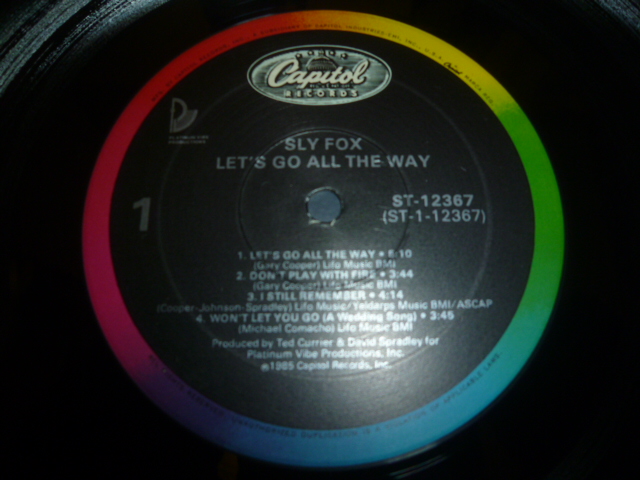 Capitol
RECORDS
SLY FOX
LET'S GO ALL THE WAY
1
ST-12367
(ST-1-12367)
1. LET'S GO ALL THE WAY • 5:10
(Gary Cooper) Lifo Music BMI
2. DON'T PLAY WITH FIRE • 3:44
(Gary Cooper) Lifo Music BMI
3. I STILL REMEMBER • 4:14
(Cooper-Johnson-Spradley) Lifo Music/ Yaldarps Music BMI/ASCAP
4. WON'T LET YOU GO (A Wedding Song) • 3:45
(Michael Comacho) Lifo Music BMI
Produced by Ted Currier & David Spradley for
Platinum Vibe Productions, Inc.
℗1985 Capitol Records, Inc.